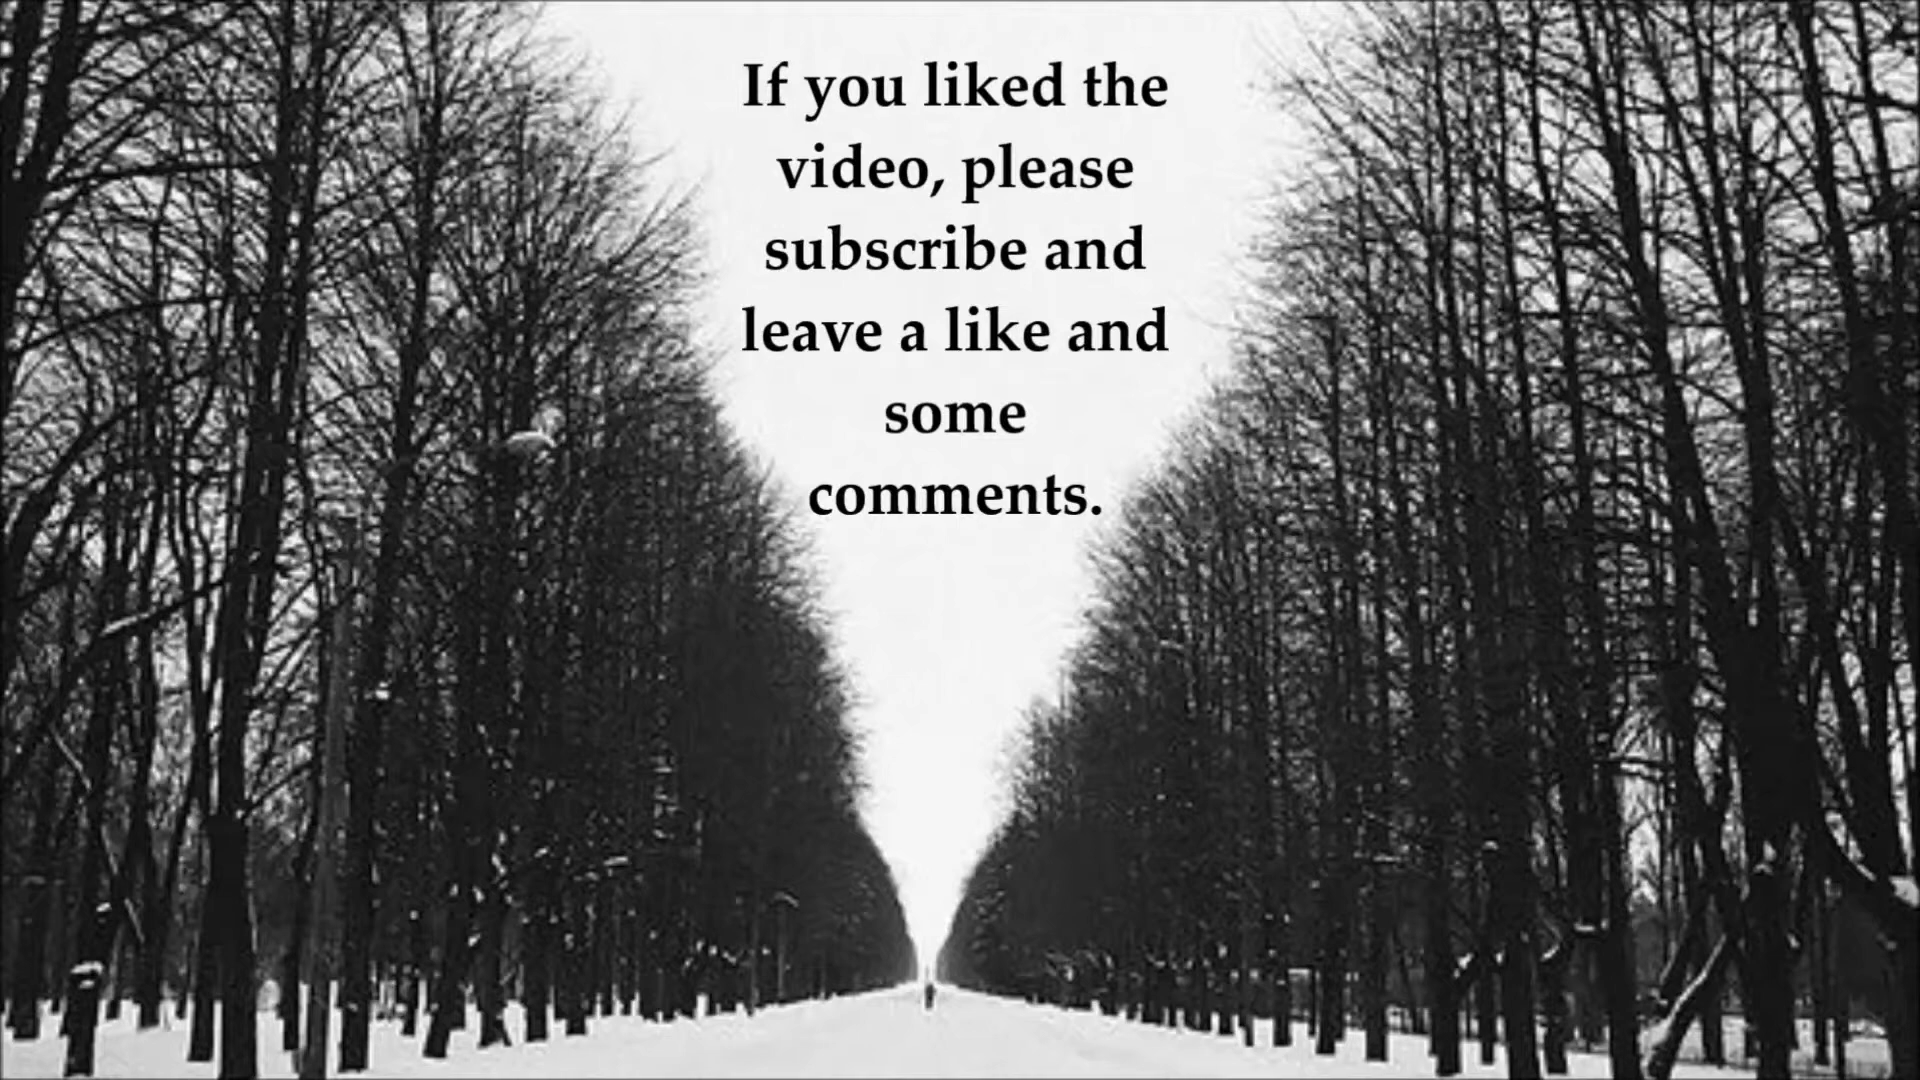 If you liked the
video, please
subscribe and
leave a like and
some
comments.